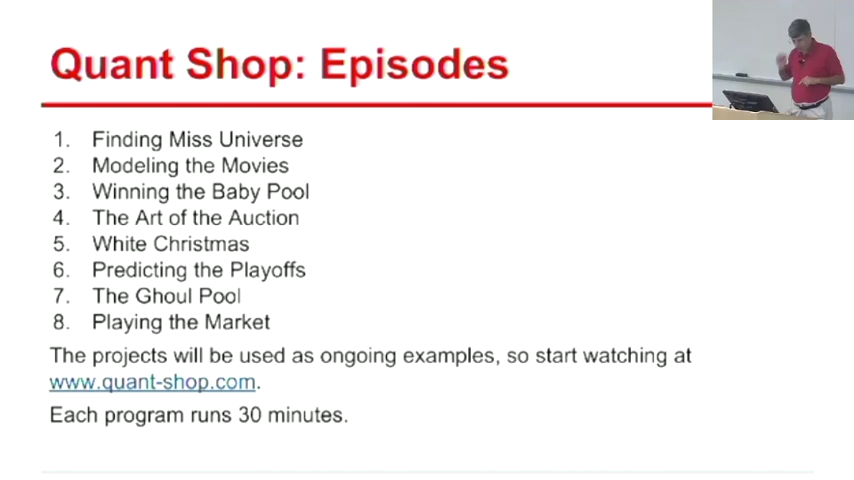 Quant Shop: Episodes
1. Finding Miss Universe
2. Modeling the Movies
3. Winning the Baby Pool
4. The Art of the Auction
5. White Christmas
6. Predicting the Playoffs
7. The Ghoul Pool
8. Playing the Market
The projects will be used as ongoing examples, so start watching at
www.quant-shop.com.
Each program runs 30 minutes.